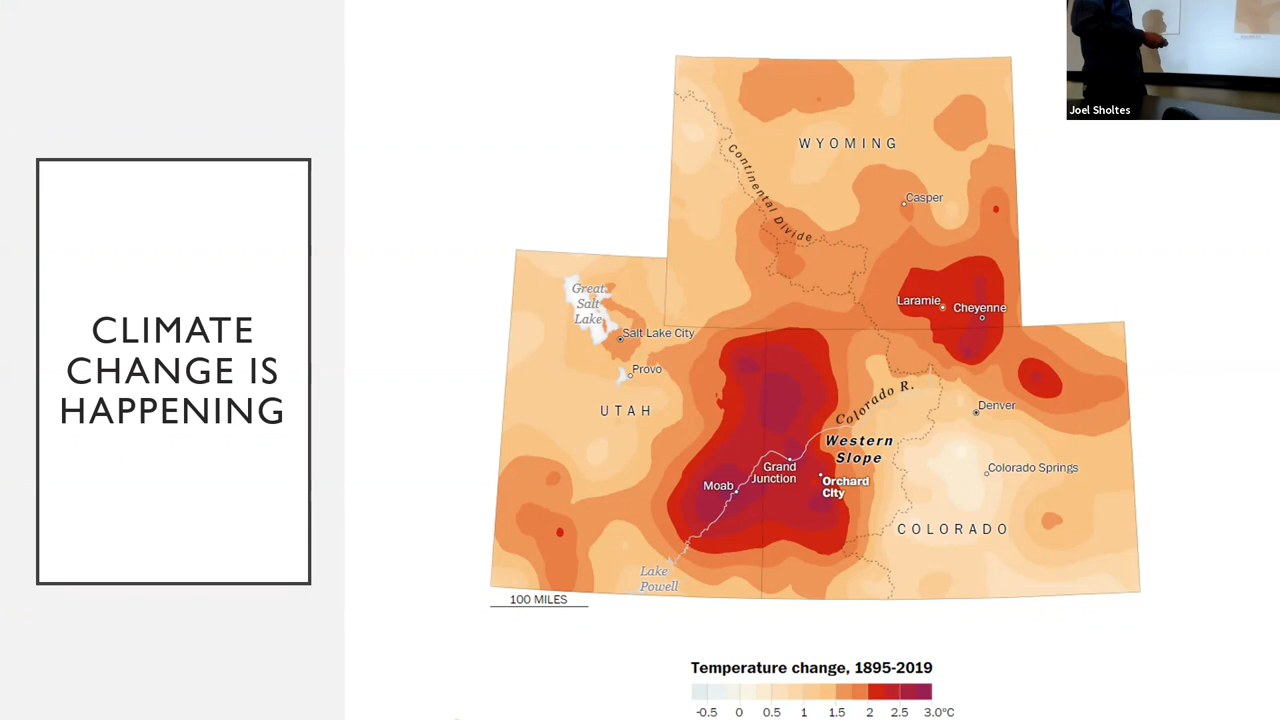 CLIMATE
CHANGE IS
HAPPENING
Joel Sholtes
WYOMING
Continental Divide
Casper
Laramie
Cheyenne
Great
Salt
Lake
Salt Lake City
Provo
UTAH
Colorado R.
Denver
Western
Slope
Grand
Junction
Colorado Springs
Moab
Orchard
City
COLORADO
Lake
Powell
100 MILES
Temperature change, 1895-2019
-0.5 0 0.5 1 1.5 2 2.5 3.0°C